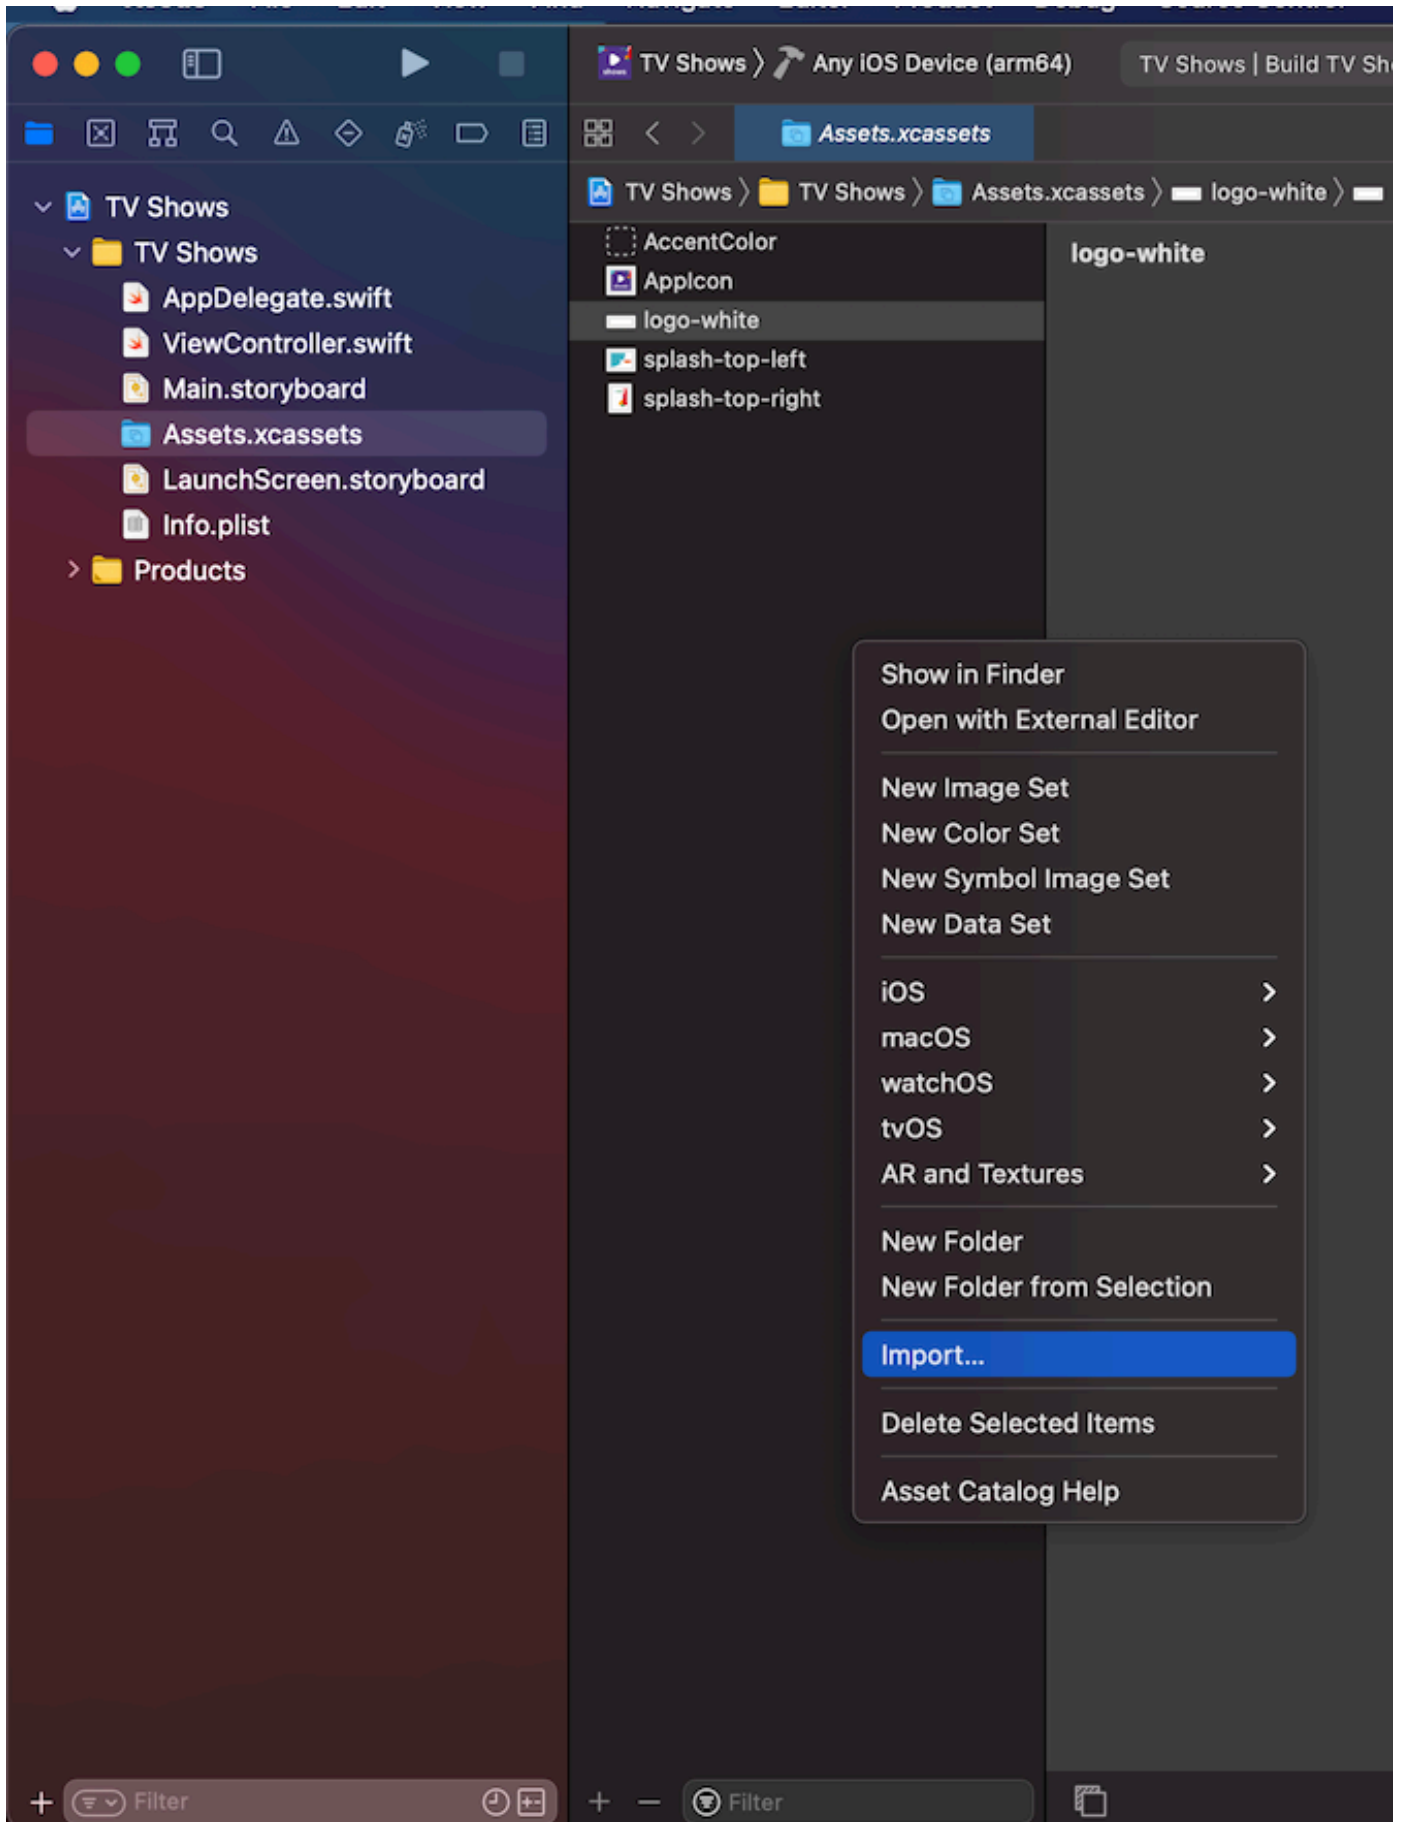 TV Shows
Any iOS Device (arm64)
TV Shows | Build TV Sh
Assets.xcassets
TV Shows
TV Shows
Assets.xcassets
logo-white
TV Shows
TV Shows
AppDelegate.swift
ViewController.swift
Main.storyboard
Assets.xcassets
LaunchScreen.storyboard
Info.plist
Products
AccentColor
AppIcon
logo-white
splash-top-left
splash-top-right
logo-white
Show in Finder
Open with External Editor
New Image Set
New Color Set
New Symbol Image Set
New Data Set
iOS
macOS
watchOS
tvOS
AR and Textures
New Folder
New Folder from Selection
Import...
Delete Selected Items
Asset Catalog Help
Filter
Filter